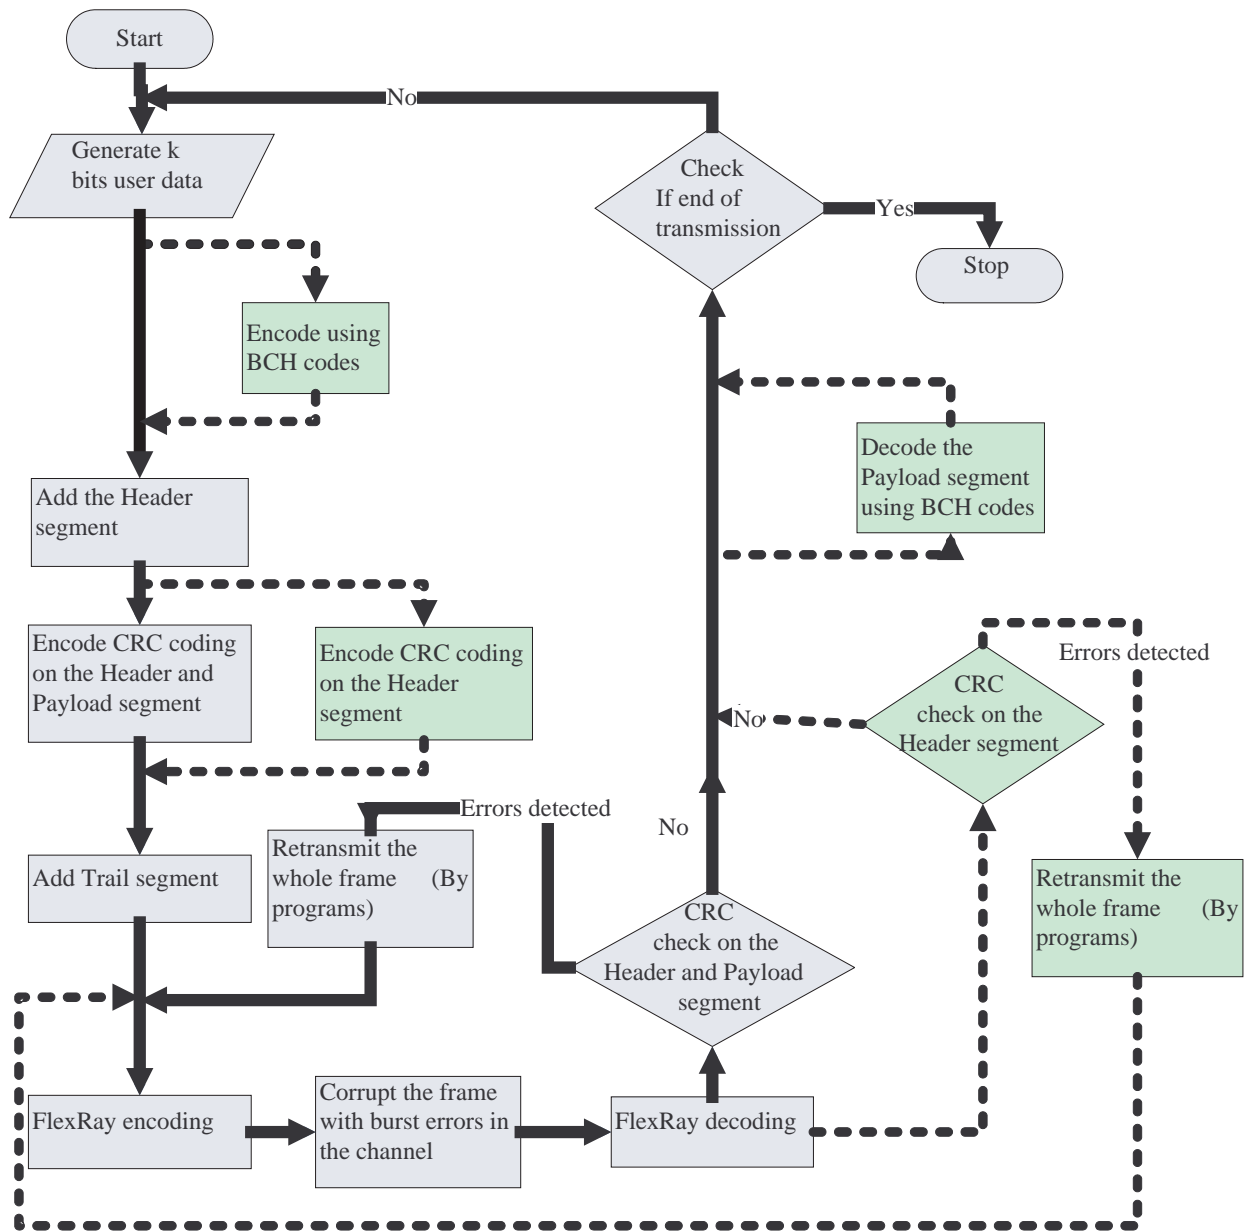 Start
No
Generate k
bits user data
Check
If end of
transmission
Yes
Stop
Encode using
BCH codes
Decode the
Payload segment
using BCH codes
Add the Header
segment
Encode CRC coding
on the Header and
Payload segment
Encode CRC coding
on the Header
segment
Errors detected
CRC
check on the
Header segment
No
Errors detected
No
Retransmit the
whole frame (By
programs)
Add Trail segment
CRC
check on the
Header and Payload
segment
Retransmit the
whole frame (By
programs)
FlexRay encoding
Corrupt the frame
with burst errors in
the channel
FlexRay decoding